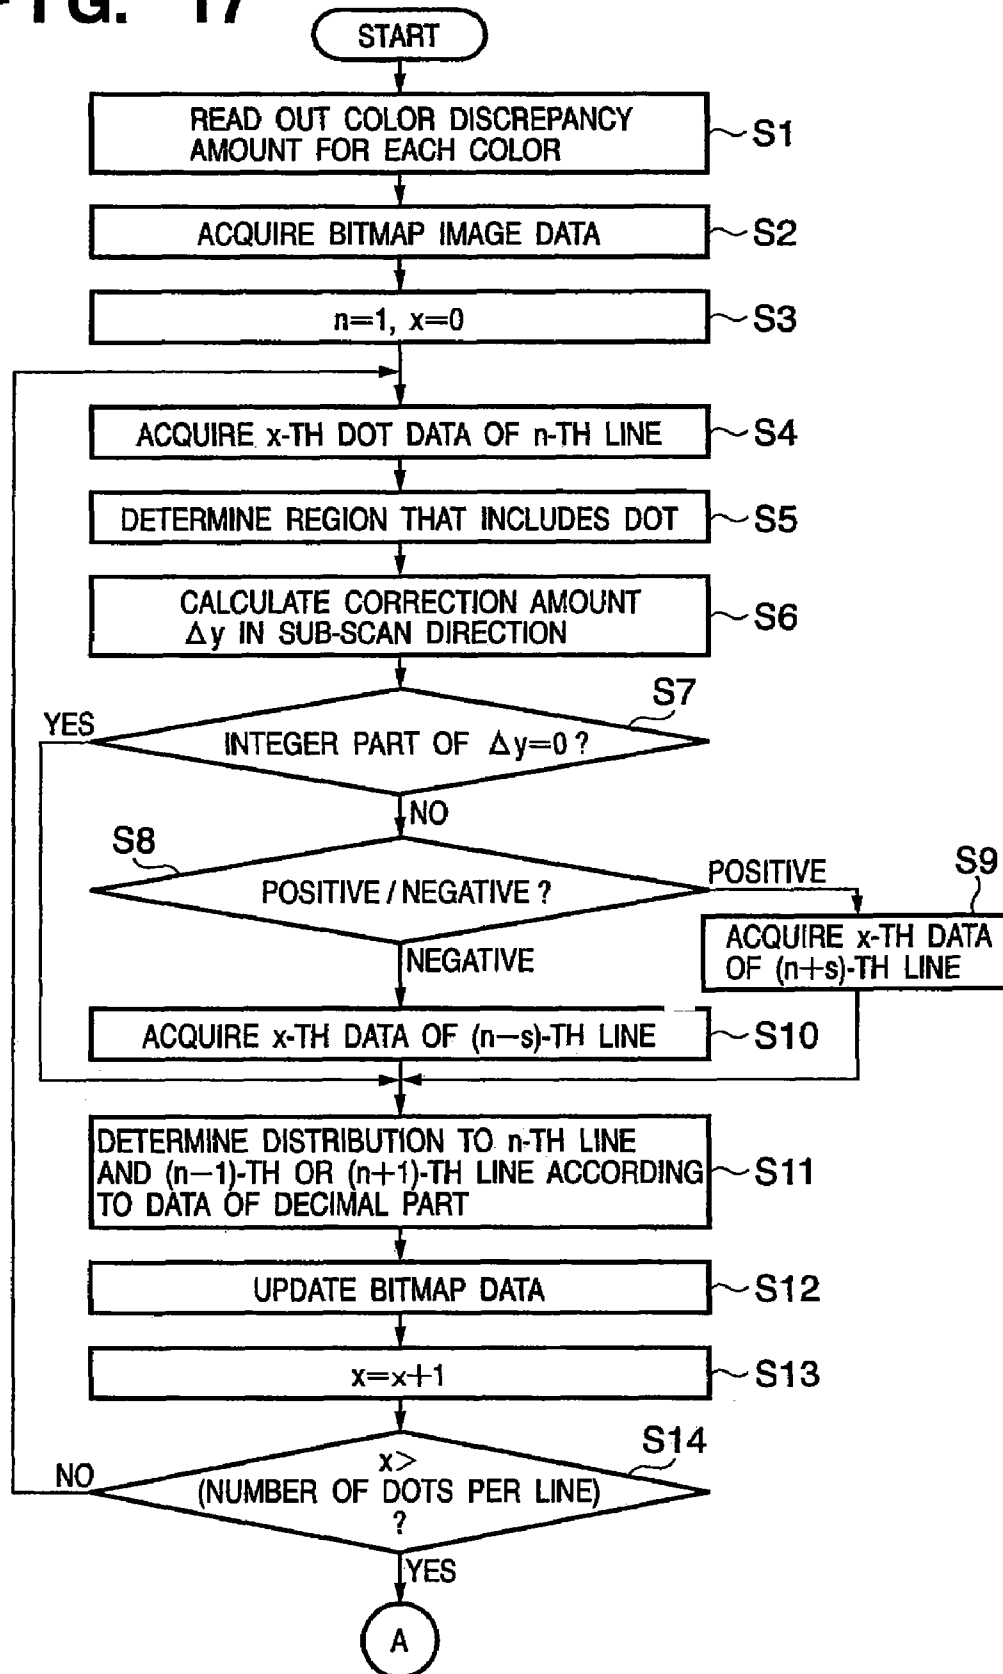 FIG. 17
START
READ OUT COLOR DISCREPANCY
AMOUNT FOR EACH COLOR
S1
ACQUIRE BITMAP IMAGE DATA
S2
n=1, x=0
S3
ACQUIRE x-TH DOT DATA OF n-TH LINE
S4
DETERMINE REGION THAT INCLUDES DOT
S5
CALCULATE CORRECTION AMOUNT
Δy IN SUB-SCAN DIRECTION
S6
S7
YES
INTEGER PART OF Δy=0 ?
NO
S8
POSITIVE / NEGATIVE ?
POSITIVE
S9
ACQUIRE x-TH DATA
OF (n+s)-TH LINE
NEGATIVE
ACQUIRE x-TH DATA OF (n−s)-TH LINE
S10
DETERMINE DISTRIBUTION TO n-TH LINE
AND (n−1)-TH OR (n+1)-TH LINE ACCORDING
TO DATA OF DECIMAL PART
S11
UPDATE BITMAP DATA
S12
x=x+1
S13
S14
x>
(NUMBER OF DOTS PER LINE)
?
NO
YES
A